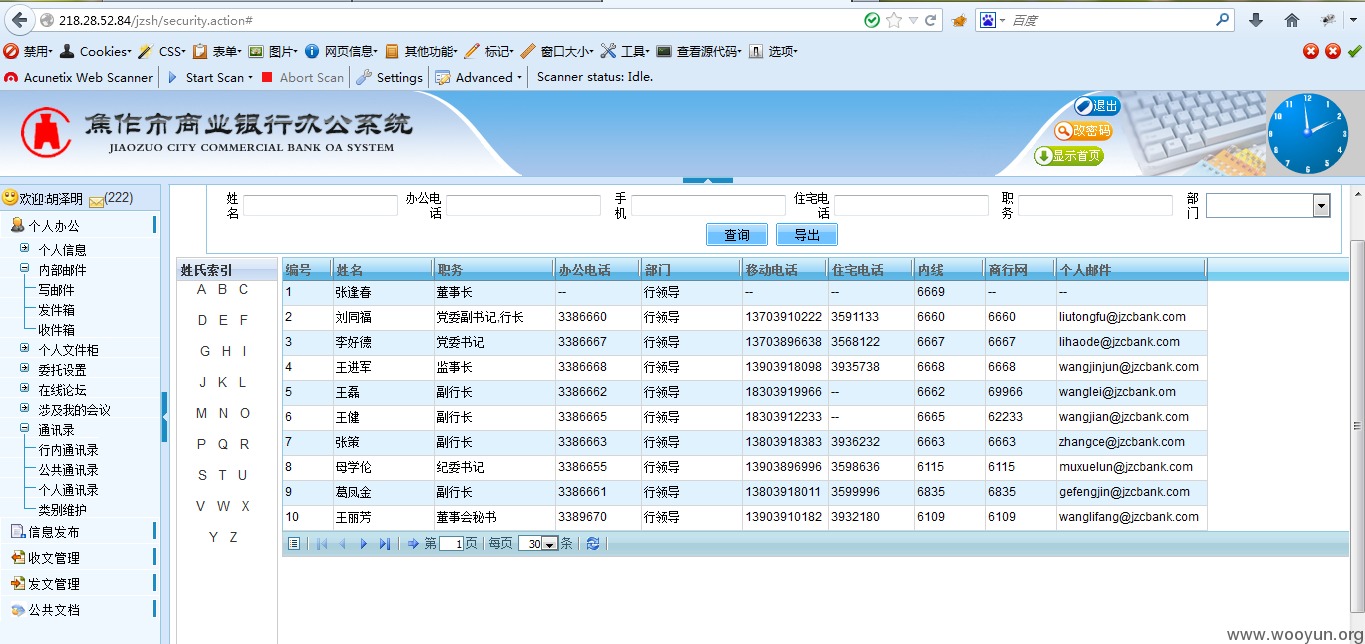 218.28.52.84/jzsh/security.action# 百度
禁用· Cookies· CSS· 表单· 图片· 网页信息· 其他功能· 标记· 窗口大小· 工具· 查看源代码· 选项·
Acunetix Web Scanner Start Scan · Abort Scan Settings Advanced · Scanner status: Idle.
焦作市商业银行办公系统
JIAOZUO CITY COMMERCIAL BANK OA SYSTEM
退出
改密码
显示首页
12 1 2 3 4 5 6 7 8 9 10 11
欢迎胡泽明 (222)
个人办公
个人信息
内部邮件
写邮件
发件箱
收件箱
个人文件柜
委托设置
在线论坛
涉及我的会议
通讯录
行内通讯录
公共通讯录
个人通讯录
类别维护
信息发布
收文管理
发文管理
公共文档
姓名 办公电话 手机 住宅电话 职务 部门
查询 导出
姓氏索引
A B C
D E F
G H I
J K L
M N O
P Q R
S T U
V W X
Y Z
编号 姓名 职务 办公电话 部门 移动电话 住宅电话 内线 商行网 个人邮件
1 张逢春 董事长 -- 行领导 -- -- 6669 -- --
2 刘同福 党委副书记,行长 3386660 行领导 13703910222 3591133 6660 6660 liutongfu@jzcbank.com
3 李好德 党委书记 3386667 行领导 13703896638 3568122 6667 6667 lihaode@jzcbank.com
4 王进军 监事长 3386668 行领导 13903918098 3935738 6668 6668 wangjinjun@jzcbank.com
5 王磊 副行长 3386662 行领导 18303919966 -- 6662 69966 wanglei@jzcbank.om
6 王健 副行长 3386665 行领导 18303912233 -- 6665 62233 wangjian@jzcbank.com
7 张策 副行长 3386663 行领导 13803918383 3936232 6663 6663 zhangce@jzcbank.com
8 母学伦 纪委书记 3386655 行领导 13903896996 3598636 6115 6115 muxuelun@jzcbank.com
9 葛凤金 副行长 3386661 行领导 13803918011 3599996 6835 6835 gefengjin@jzcbank.com
10 王丽芳 董事会秘书 3389670 行领导 13903910182 3932180 6109 6109 wanglifang@jzcbank.com
第 1 页 每页 30 条
www.wooyun.org